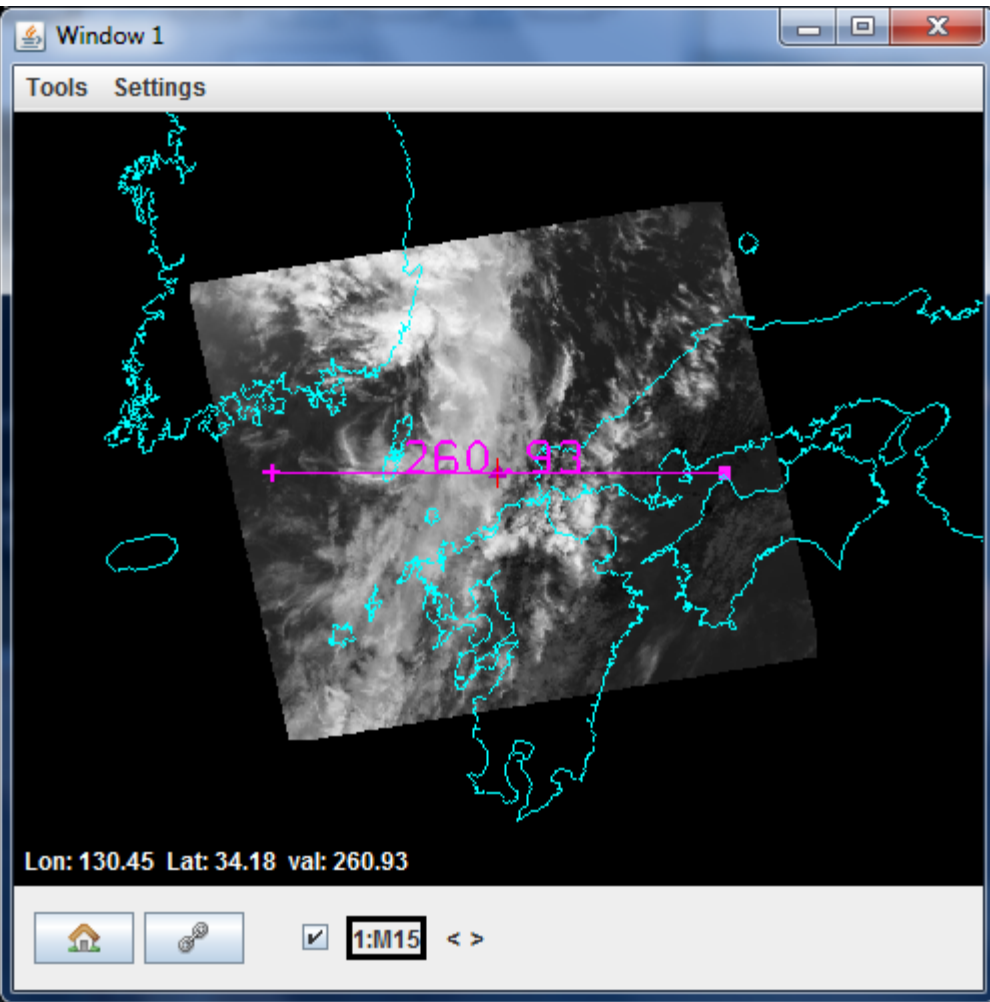 Window 1
Tools Settings
260.93
Lon: 130.45 Lat: 34.18 val: 260.93
1:M15 < >